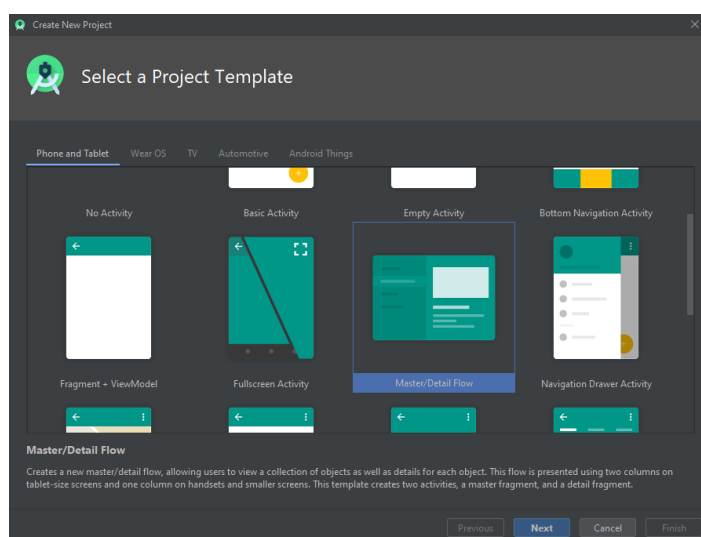 Create New Project
Select a Project Template
Phone and Tablet Wear OS TV Automotive Android Things
No Activity Basic Activity Empty Activity Bottom Navigation Activity
Fragment + ViewModel Fullscreen Activity Master/Detail Flow Navigation Drawer Activity
Master/Detail Flow
Creates a new master/detail flow, allowing users to view a collection of objects as well as details for each object. This flow is presented using two columns on
tablet-size screens and one column on handsets and smaller screens. This template creates two activities, a master fragment, and a detail fragment.
Previous Next Cancel Finish